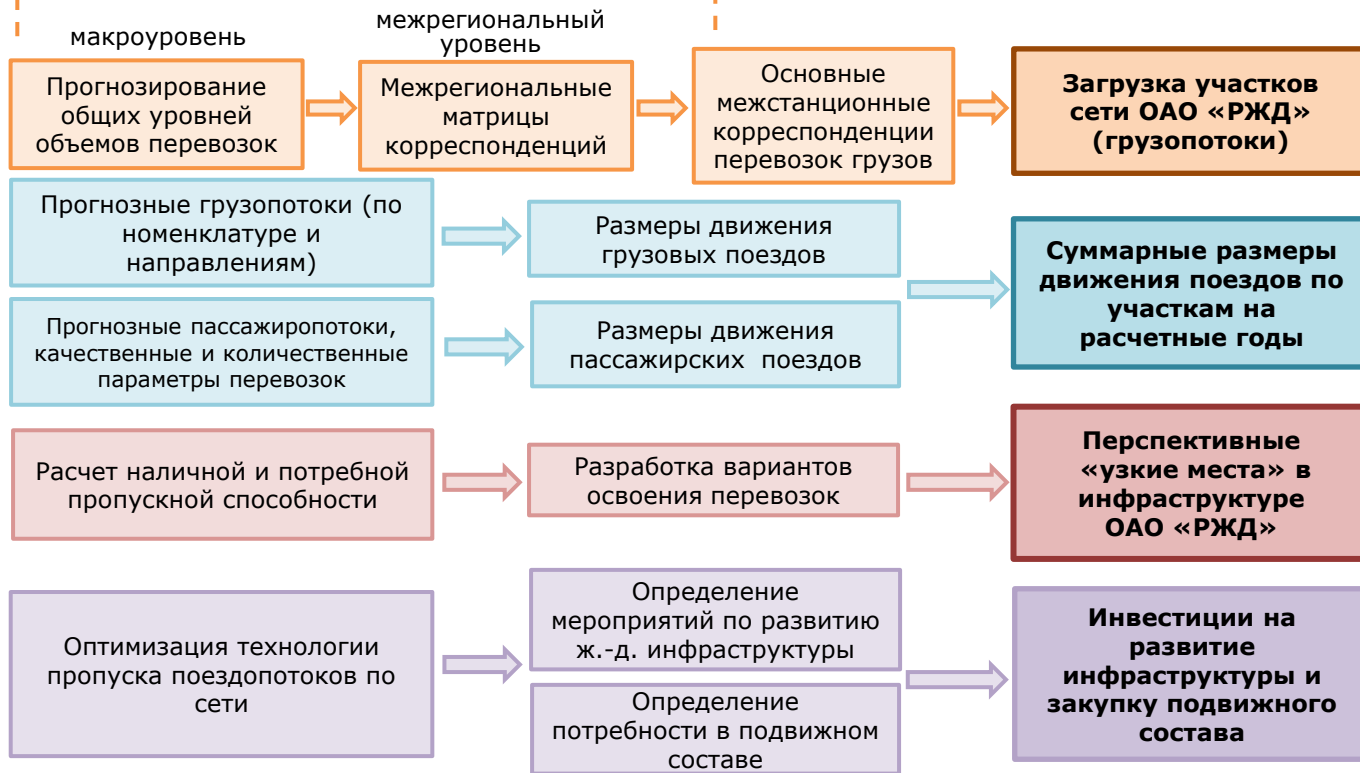 макроуровень
межрегиональный
уровень
Прогнозирование
общих уровней
объемов перевозок
Межрегиональные
матрицы
корреспонденций
Основные
межстанционные
корреспонденции
перевозок грузов
Загрузка участков
сети ОАО «РЖД»
(грузопотоки)
Прогнозные грузопотоки (по
номенклатуре и
направлениям)
Размеры движения
грузовых поездов
Прогнозные пассажиропотоки,
качественные и количественные
параметры перевозок
Размеры движения
пассажирских поездов
Суммарные размеры
движения поездов по
участкам на
расчетные годы
Расчет наличной и потребной
пропускной способности
Разработка вариантов
освоения перевозок
Перспективные
«узкие места» в
инфраструктуре
ОАО «РЖД»
Оптимизация технологии
пропуска поездопотоков по
сети
Определение
мероприятий по развитию
ж.-д. инфраструктуры
Определение
потребности в подвижном
составе
Инвестиции на
развитие
инфраструктуры и
закупку подвижного
состава